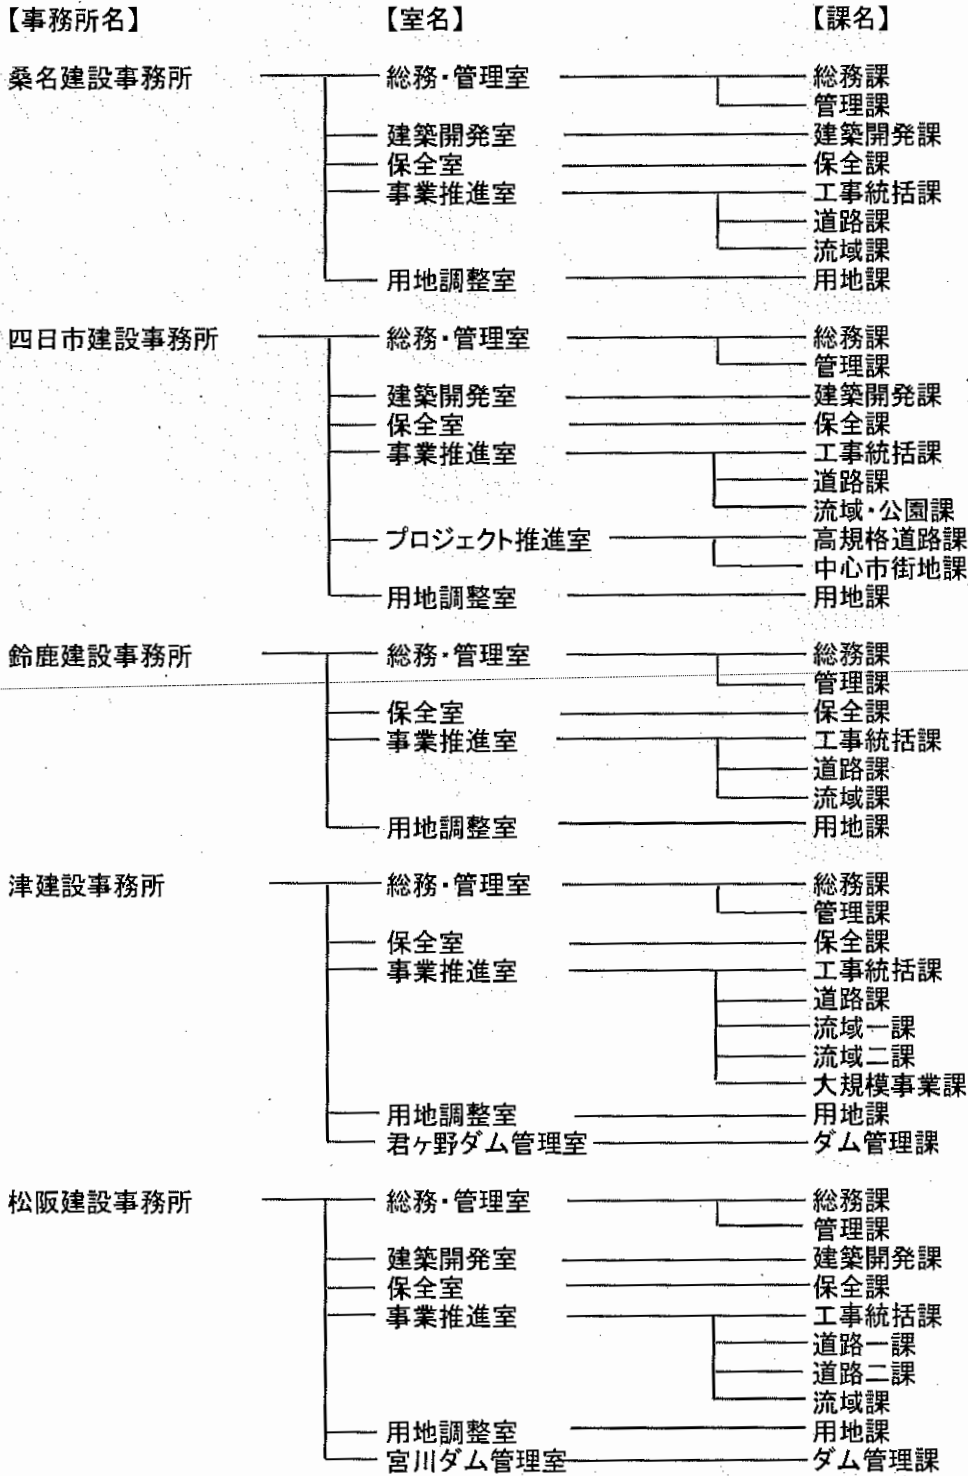 【事務所名】 【室名】 【課名】
桑名建設事務所 総務・管理室 総務課
管理課
建築開発室 建築開発課
保全室 保全課
事業推進室 工事統括課
道路課
流域課
用地調整室 用地課
四日市建設事務所 総務・管理室 総務課
管理課
建築開発室 建築開発課
保全室 保全課
事業推進室 工事統括課
道路課
流域・公園課
プロジェクト推進室 高規格道路課
中心市街地課
用地調整室 用地課
鈴鹿建設事務所 総務・管理室 総務課
管理課
保全室 保全課
事業推進室 工事統括課
道路課
流域課
用地調整室 用地課
津建設事務所 総務・管理室 総務課
管理課
保全室 保全課
事業推進室 工事統括課
道路課
流域一課
流域二課
大規模事業課
用地調整室 用地課
君ヶ野ダム管理室 ダム管理課
松阪建設事務所 総務・管理室 総務課
管理課
建築開発室 建築開発課
保全室 保全課
事業推進室 工事統括課
道路一課
道路二課
流域課
用地調整室 用地課
宮川ダム管理室 ダム管理課